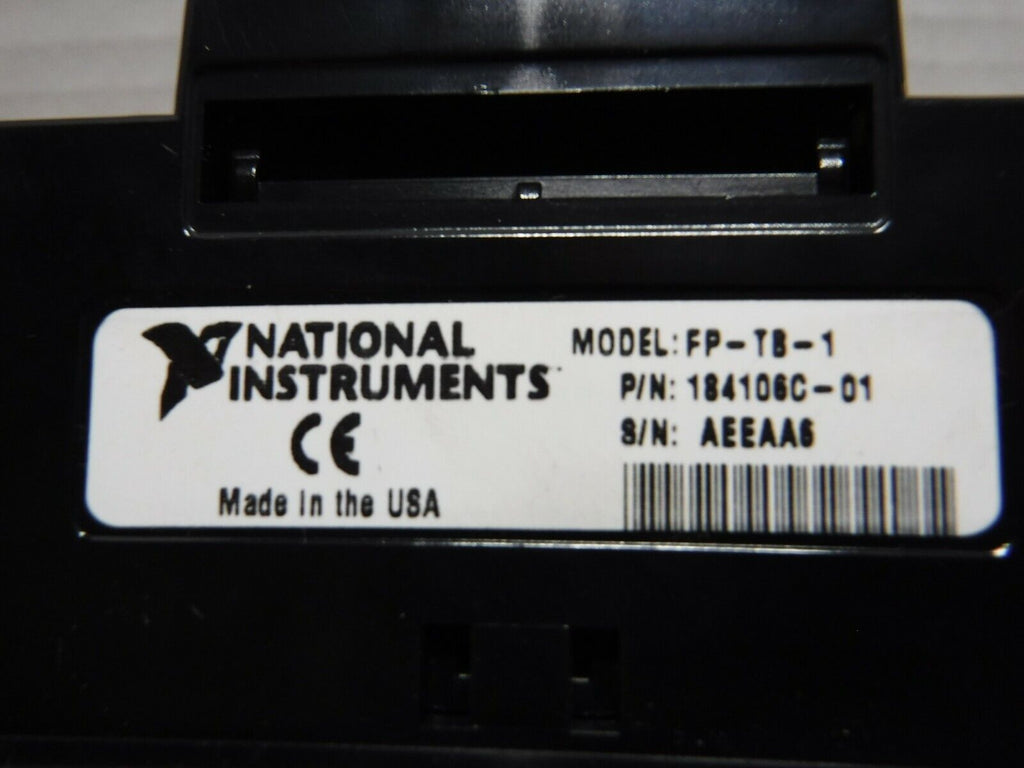 NATIONAL
INSTRUMENTS
CE
Made in the USA
MODEL: FP-TB-1
P/N: 184106C-01
S/N: AEEAA6